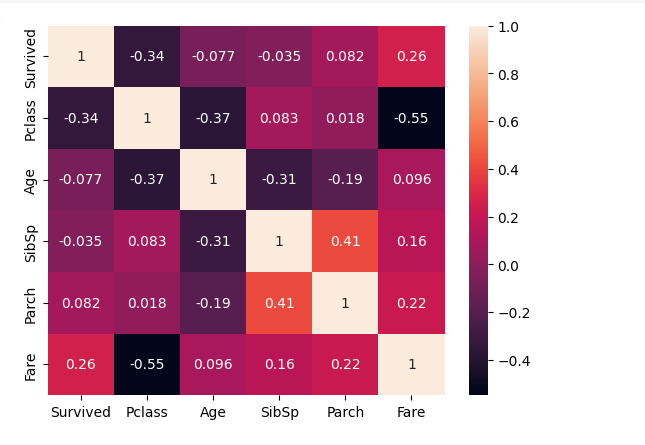 Survived 1 -0.34 -0.077 -0.035 0.082 0.26
Pclass -0.34 1 -0.37 0.083 0.018 -0.55
Age -0.077 -0.37 1 -0.31 -0.19 0.096
SibSp -0.035 0.083 -0.31 1 0.41 0.16
Parch 0.082 0.018 -0.19 0.41 1 0.22
Fare 0.26 -0.55 0.096 0.16 0.22 1
Survived Pclass Age SibSp Parch Fare
1.0
0.8
0.6
0.4
0.2
0.0
−0.2
−0.4